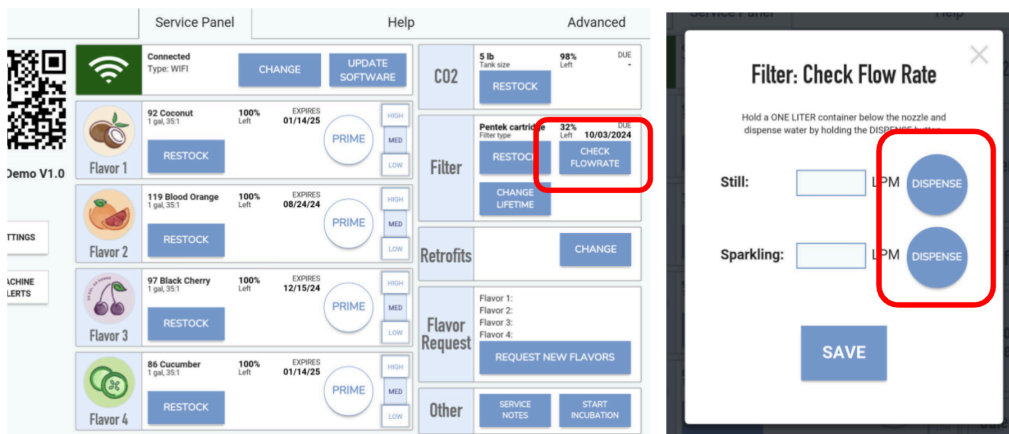 Service Panel
Help
Advanced
Demo V1.0
TTINGS
ACHINE
LERTS
Connected
Type: WIFI
CHANGE
UPDATE
SOFTWARE
Flavor 1
92 Coconut
1 gal, 35:1
100%
Left
EXPIRES
01/14/25
RESTOCK
PRIME
HIGH
MED
LOW
Flavor 2
119 Blood Orange
1 gal, 35:1
100%
Left
EXPIRES
08/24/24
RESTOCK
PRIME
HIGH
MED
LOW
Flavor 3
97 Black Cherry
1 gal, 35:1
100%
Left
EXPIRES
12/15/24
RESTOCK
PRIME
HIGH
MED
LOW
Flavor 4
86 Cucumber
1 gal, 35:1
100%
Left
EXPIRES
01/14/25
RESTOCK
PRIME
HIGH
MED
LOW
CO2
5 lb
Tank size
98%
Left
DUE
-
RESTOCK
Filter
Pentek cartridge
Filter type
32%
Left
DUE
10/03/2024
RESTOCK
CHECK
FLOWRATE
CHANGE
LIFETIME
Retrofits
CHANGE
Flavor
Request
Flavor 1:
Flavor 2:
Flavor 3:
Flavor 4:
REQUEST NEW FLAVORS
Other
SERVICE
NOTES
START
INCUBATION
Service Panel
Help
Filter: Check Flow Rate
Hold a ONE LITER container below the nozzle and
dispense water by holding the DISPENSE button.
Still:
LPM
DISPENSE
Sparkling:
LPM
DISPENSE
SAVE